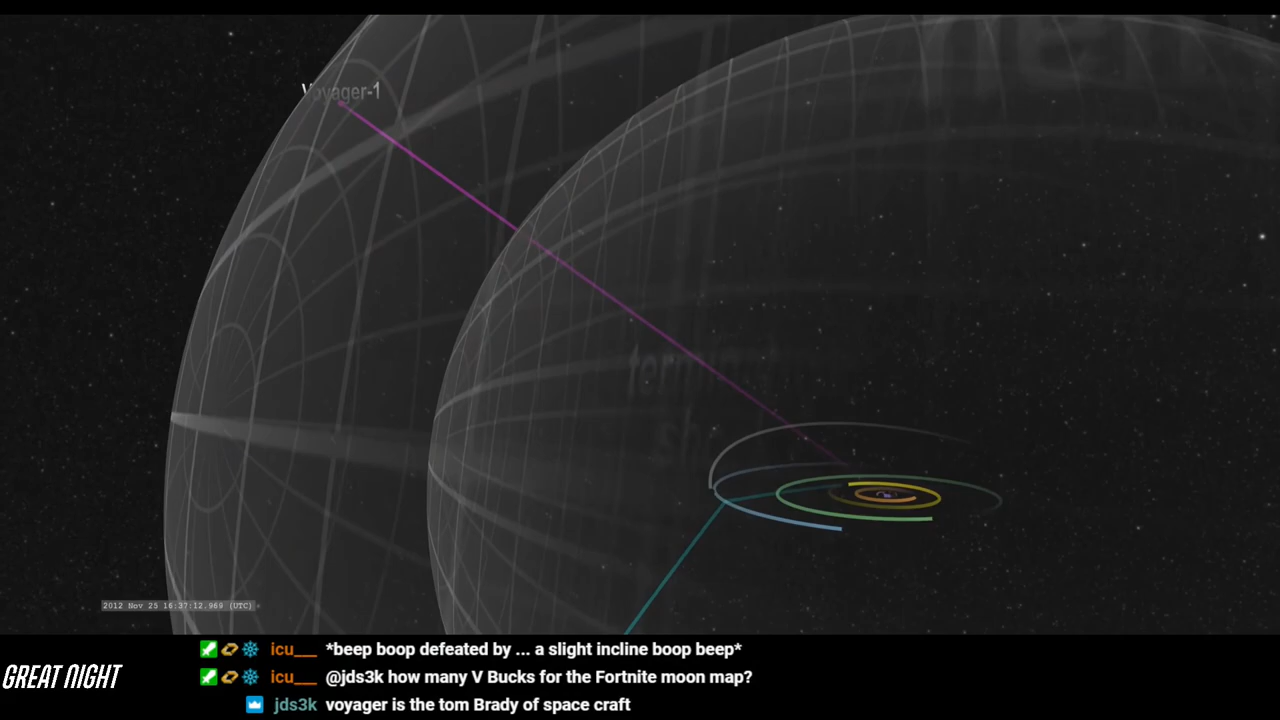 Voyager-1
2012 Nov 25 16:37:12.969 (UTC)
icu___ *beep boop defeated by ... a slight incline boop beep*
icu___ @jds3k how many V Bucks for the Fortnite moon map?
GREAT NIGHT
jds3k voyager is the tom Brady of space craft